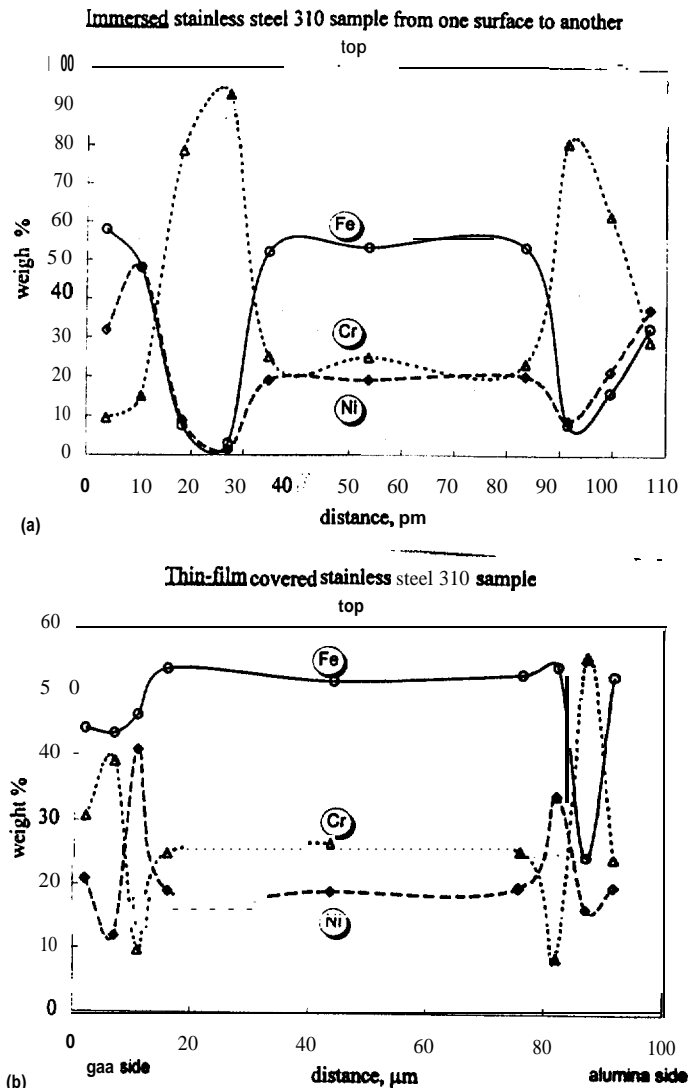 Immersed stainless steel 310 sample from one surface to another
top
100
90
80
70
60
50
40
30
20
10
0
weigh %
Fe
Cr
Ni
0 10 20 30 40 50 60 70 80 90 100 110
distance, pm
(a)
Thin-film covered stainless steel 310 sample
top
60
50
40
30
20
10
0
weight %
Fe
Cr
Ni
0 20 40 60 80 100
gaa side distance, μm alumina side
(b)